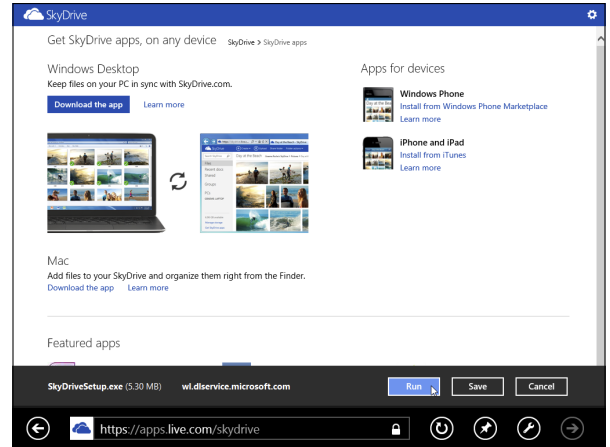 SkyDrive
Get SkyDrive apps, on any device SkyDrive > SkyDrive apps
Windows Desktop
Keep files on your PC in sync with SkyDrive.com.
Download the app Learn more
Apps for devices
Windows Phone
Install from Windows Phone Marketplace
Learn more
iPhone and iPad
Install from iTunes
Learn more
Mac
Add files to your SkyDrive and organize them right from the Finder.
Download the app Learn more
Featured apps
SkyDriveSetup.exe (5.30 MB) wl.dlservice.microsoft.com Run Save Cancel
https://apps.live.com/skydrive